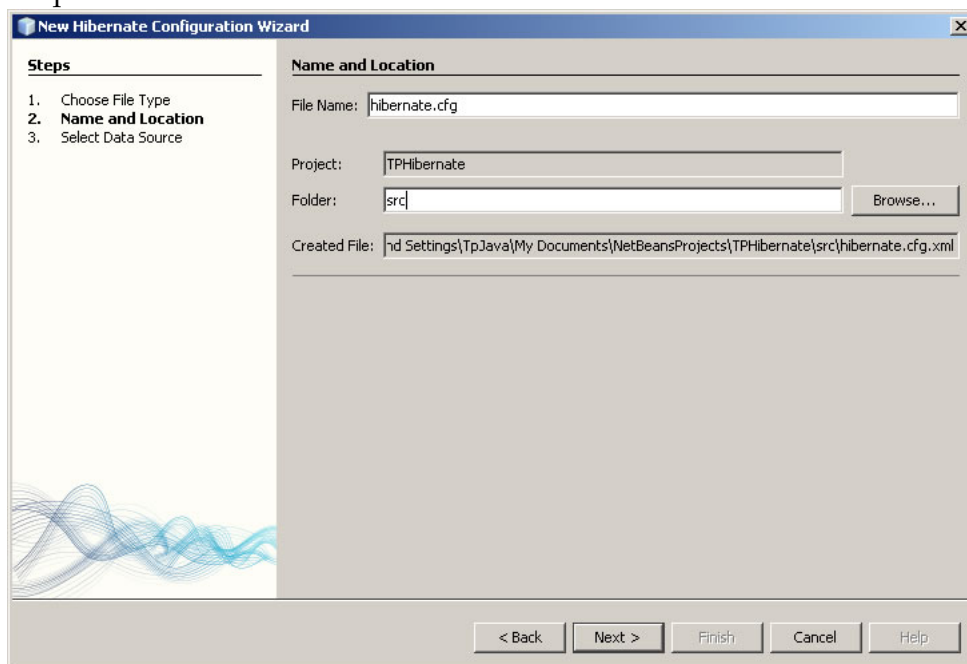 New Hibernate Configuration Wizard
Steps
1. Choose File Type
2. Name and Location
3. Select Data Source
Name and Location
File Name: hibernate.cfg
Project: TPHibernate
Folder: src Browse...
Created File: nd Settings\TpJava\My Documents\NetBeansProjects\TPHibernate\src\hibernate.cfg.xml
< Back Next > Finish Cancel Help